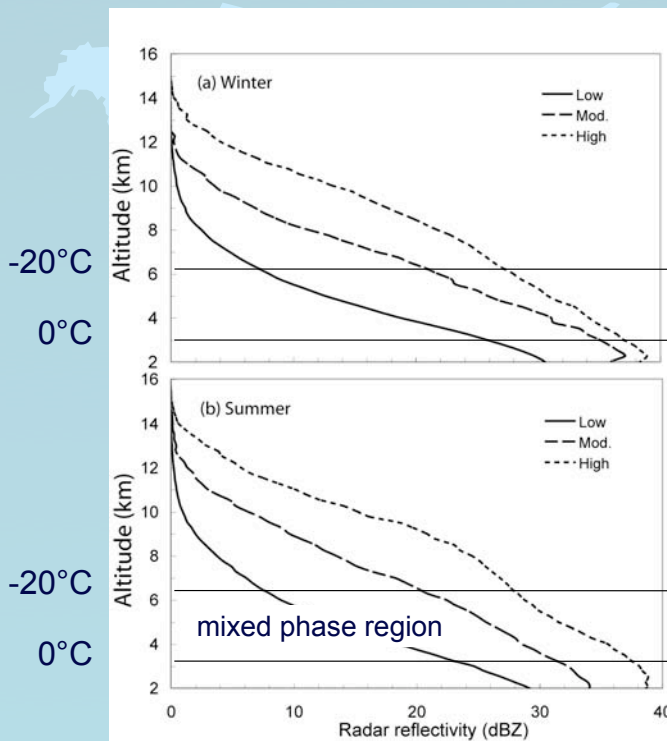 16
(a) Winter
14
Low
Mod.
High
12
10
8
-20°C
6
0°C
4
2
Altitude (km)
16
(b) Summer
14
Low
Mod.
High
12
10
8
-20°C
6
mixed phase region
4
0°C
2
Altitude (km)
0 10 20 30 40
Radar reflectivity (dBZ)